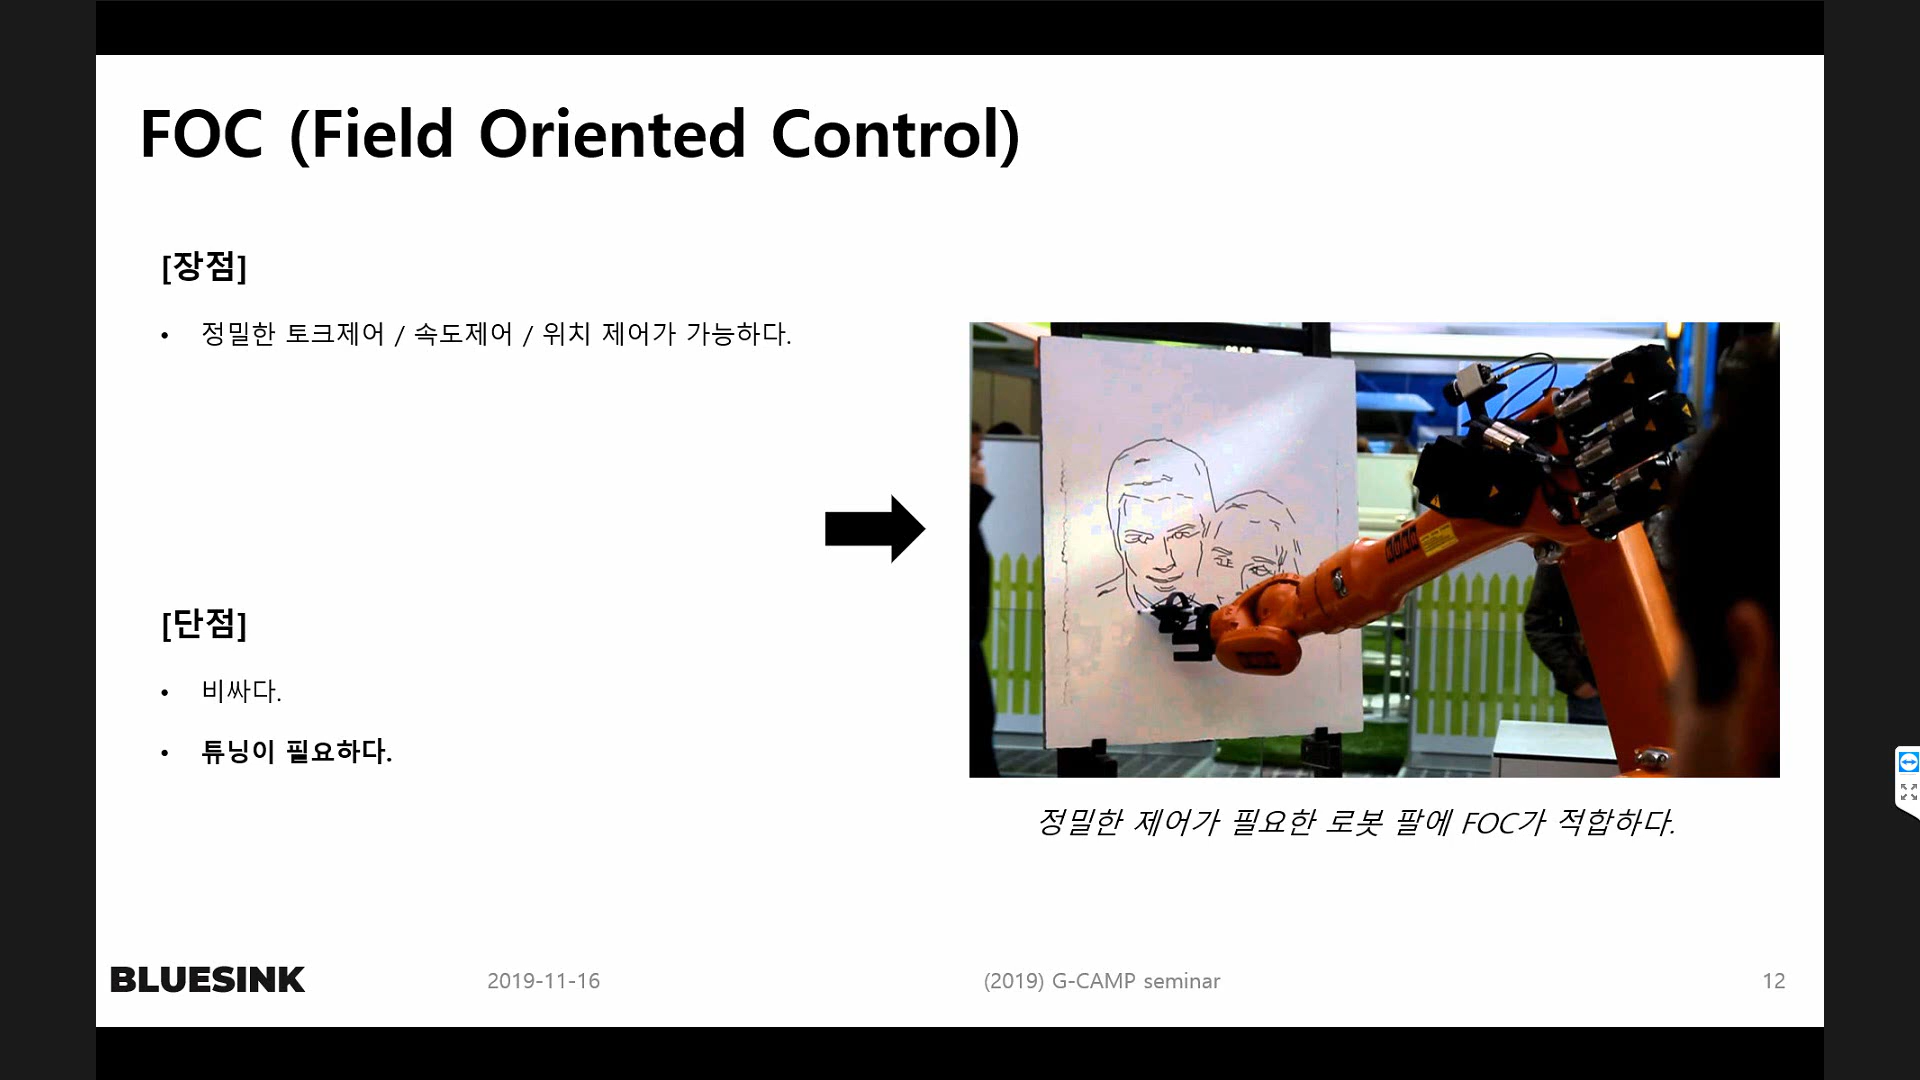 FOC (Field Oriented Control)
[장점]
• 정밀한 토크제어 / 속도제어 / 위치 제어가 가능하다.
[단점]
• 비싸다.
• 튜닝이 필요하다.
KUKA
정밀한 제어가 필요한 로봇 팔에 FOC가 적합하다.
BLUESINK
2019-11-16
(2019) G-CAMP seminar
12